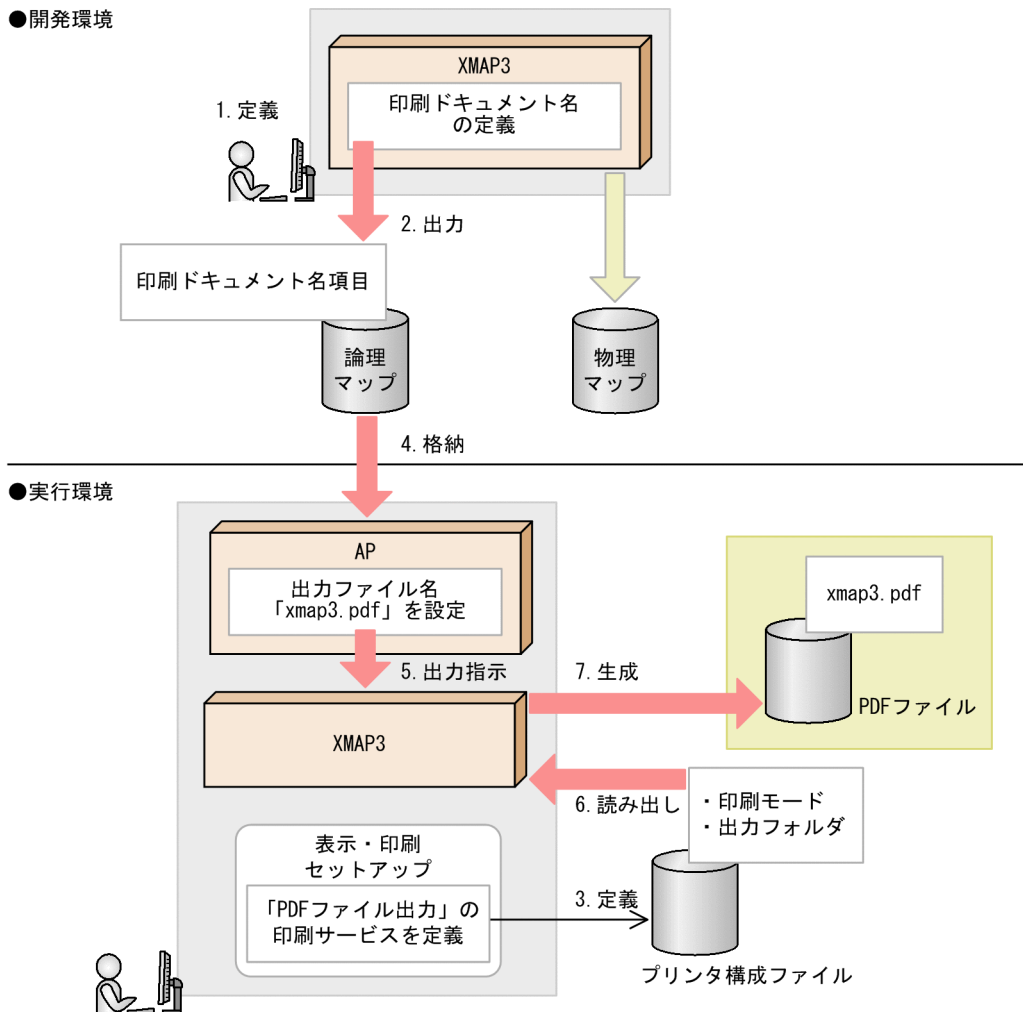 ●開発環境
XMAP3
印刷ドキュメント名
の定義
1.定義
2.出力
印刷ドキュメント名項目
論理
マップ
物理
マップ
4.格納
●実行環境
AP
出力ファイル名
「xmap3.pdf」を設定
xmap3.pdf
5.出力指示
7.生成
PDFファイル
XMAP3
6.読み出し
・印刷モード
・出力フォルダ
表示・印刷
セットアップ
「PDFファイル出力」の
印刷サービスを定義
3.定義
プリンタ構成ファイル